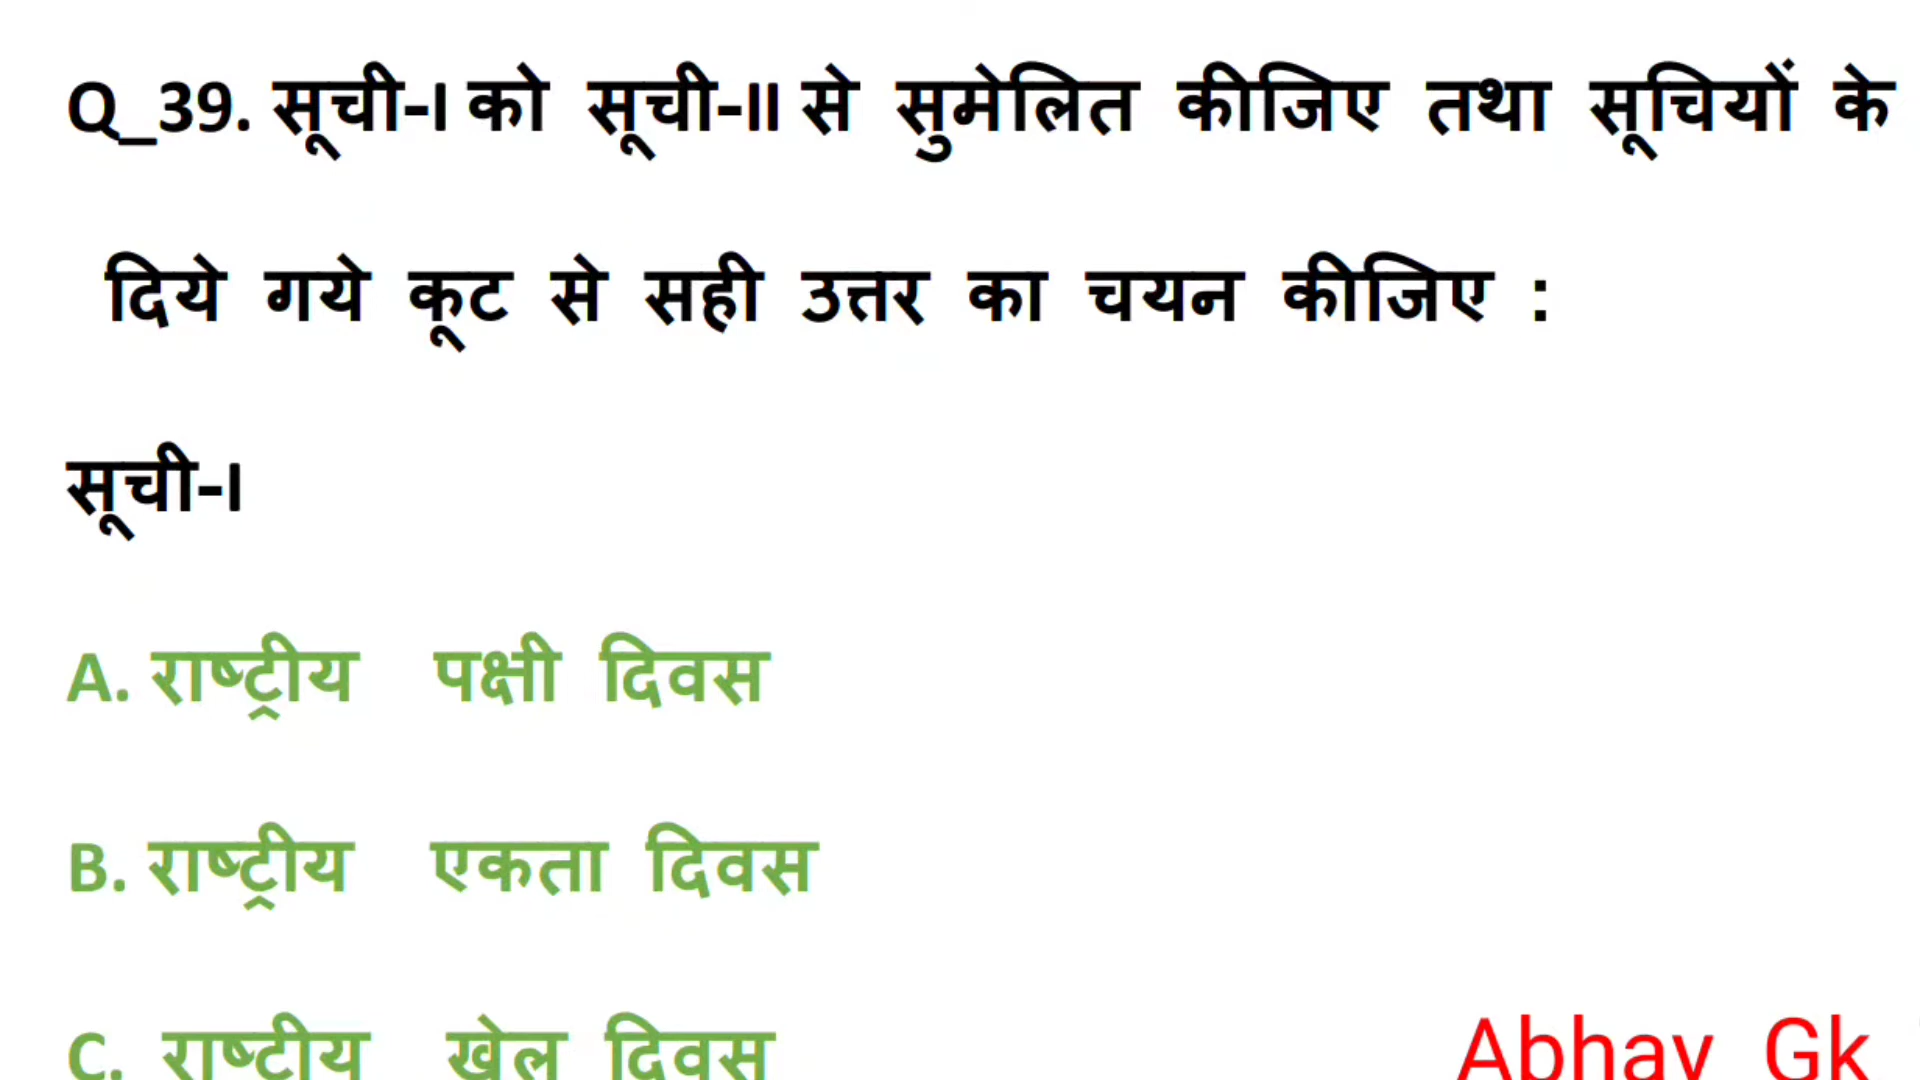 Q_39. सूची-I को सूची-II से सुमेलित कीजिए तथा सूचियों के
दिये गये कूट से सही उत्तर का चयन कीजिए :
सूची-I
A. राष्ट्रीय पक्षी दिवस
B. राष्ट्रीय एकता दिवस
C. राष्ट्रीय खेल दिवस
Abhay Gk